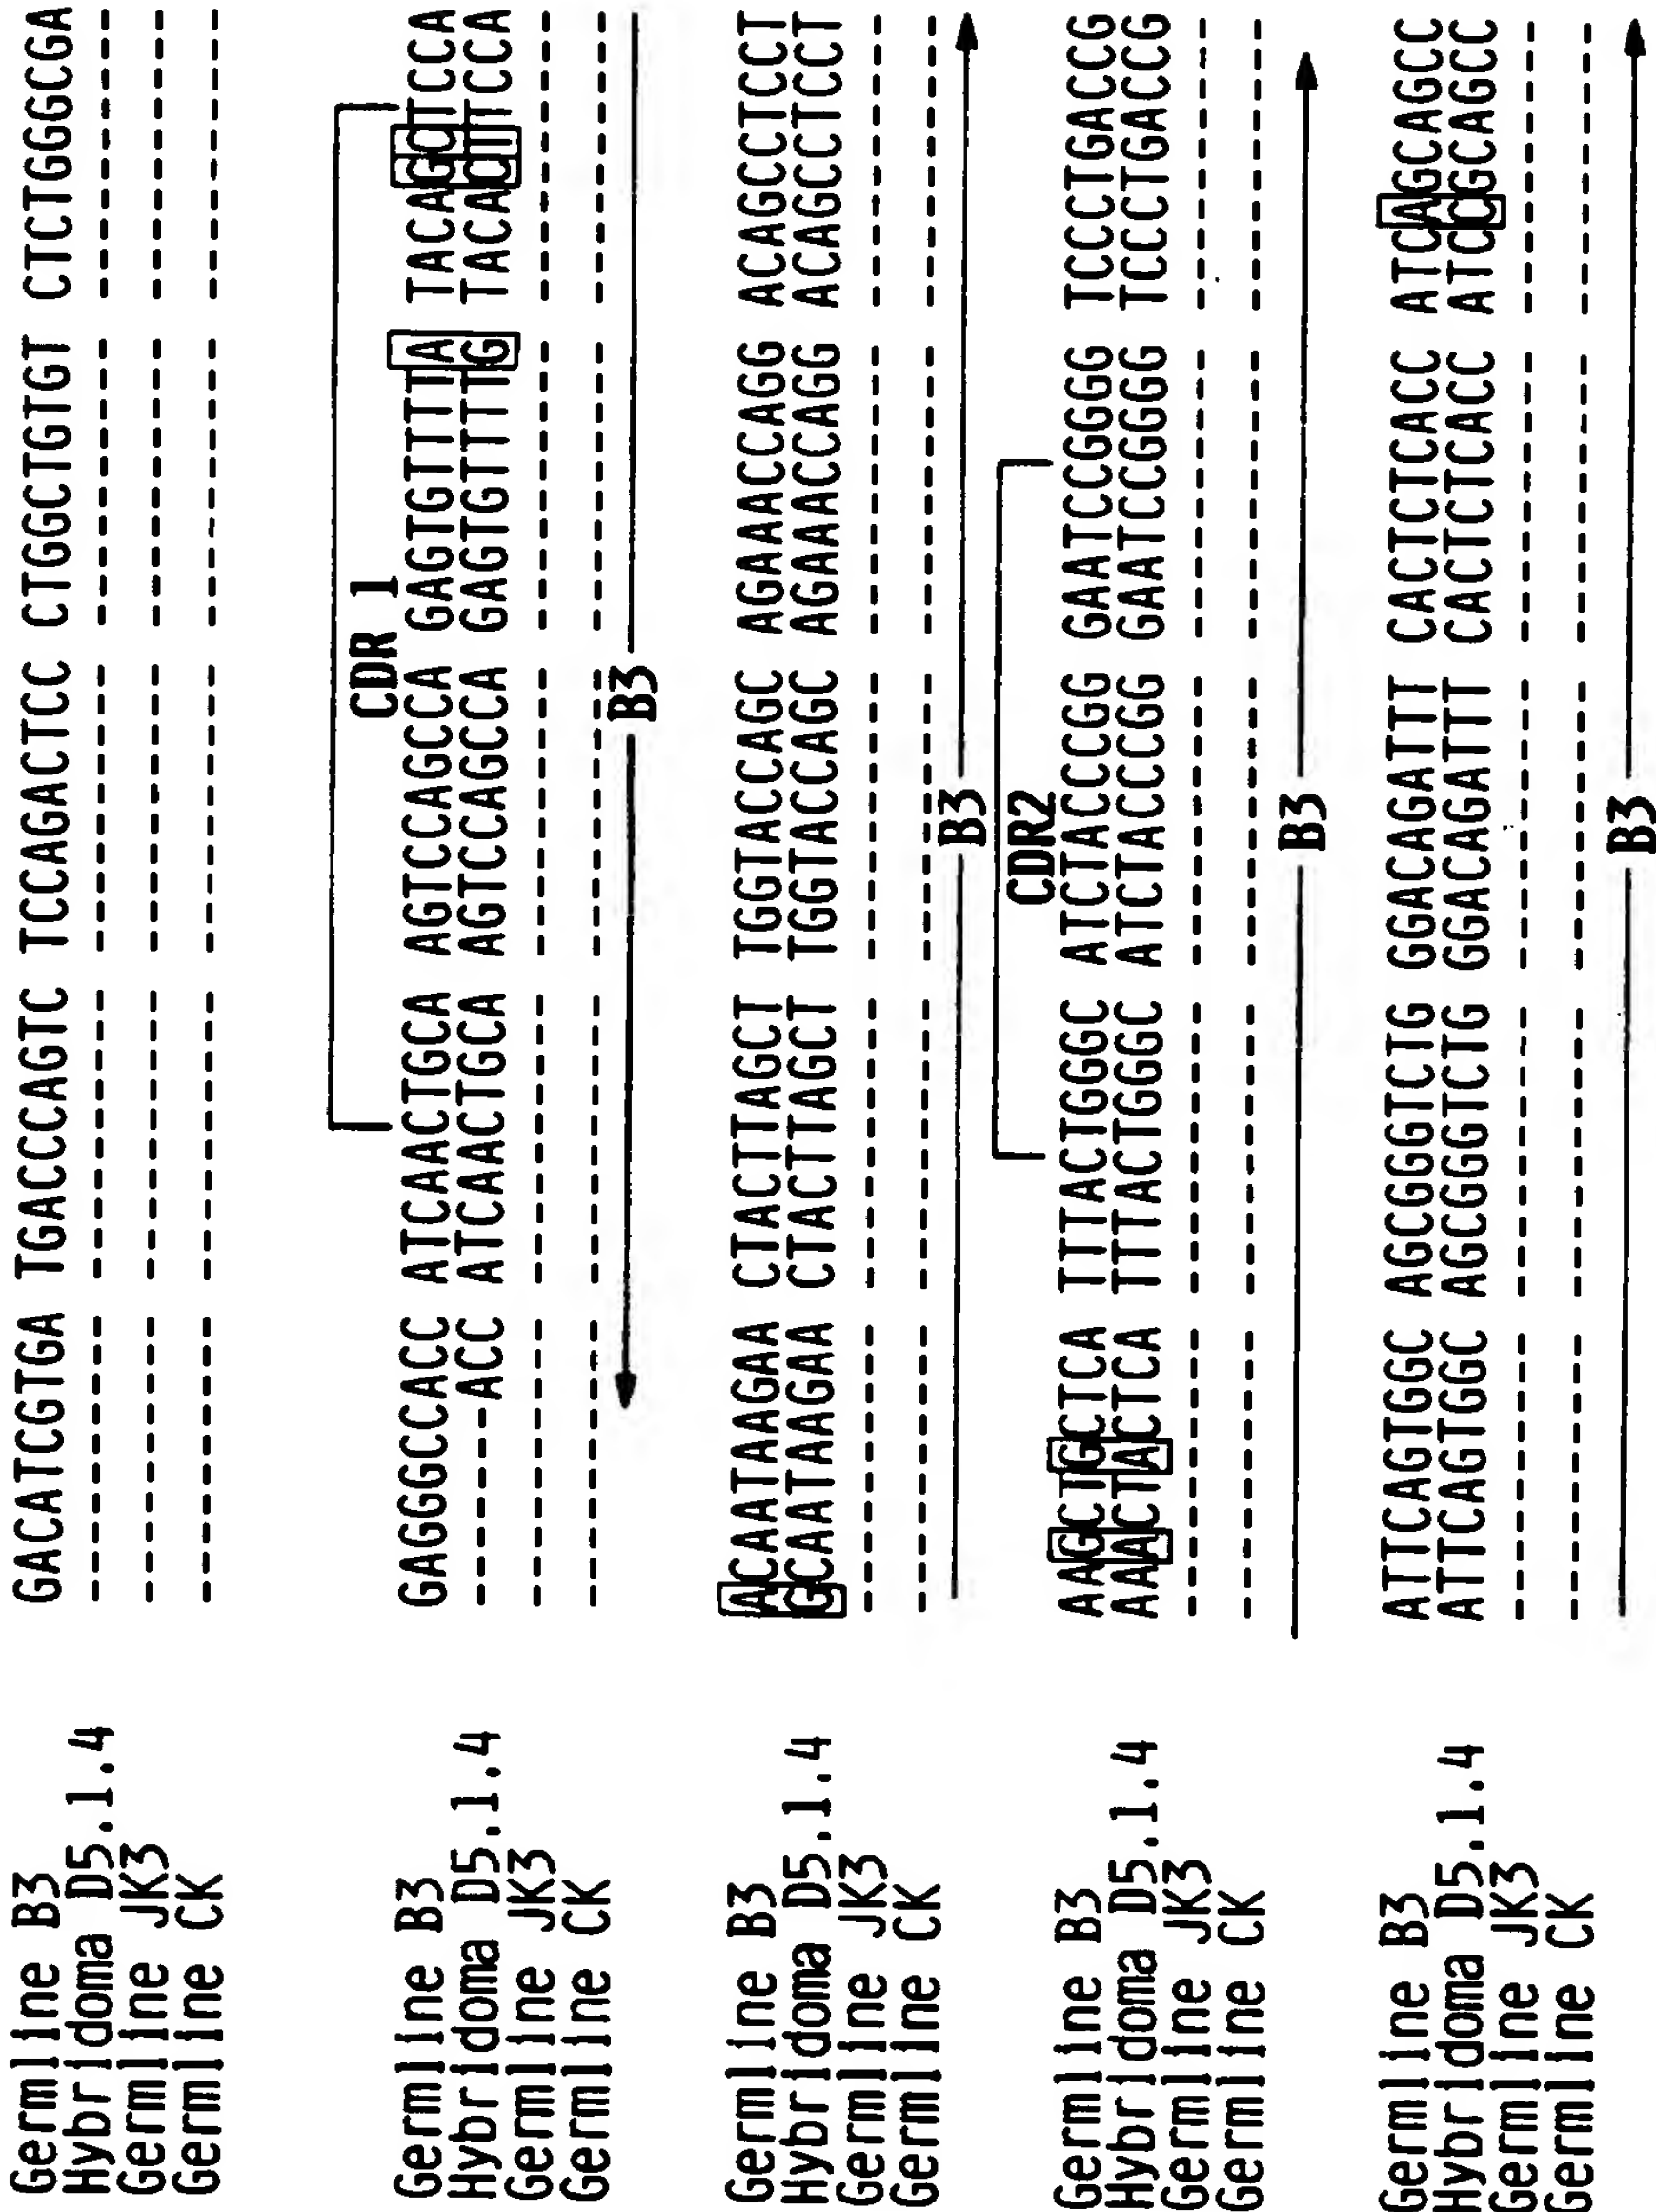 Germline B3 GACATCGTGA TGACCCAGTC TCCAGACTCC CTGGCTGTGT CTCTGGGCGA
Hybridoma D5.1.4 ---------- ---------- ---------- ---------- ----------
Germline JK3 ---------- ---------- ---------- ---------- ----------
Germline CK ---------- ---------- ---------- ---------- ----------
CDR 1
Germline B3 GAGGGCCACC ATCAACTGCA AGTCCAGCCA GAGTGTTTTA TACAGCTCCA
Hybridoma D5.1.4 -------ACC ATCAACTGCA AGTCCAGCCA GAGTGTTTTG TACACTTCCA
Germline JK3 ---------- ---------- ---------- ---------- ----------
Germline CK ---------- ---------- ---------- ---------- ----------
B3
Germline B3 ACAATAAGAA CTACTTAGCT TGGTACCAGC AGAAACCAGG ACAGCCTCCT
Hybridoma D5.1.4 GCAATAAGAA CTACTTAGCT TGGTACCAGC AGAAACCAGG ACAGCCTCCT
Germline JK3 ---------- ---------- ---------- ---------- ----------
Germline CK ---------- ---------- ---------- ---------- ----------
B3
CDR2
Germline B3 AAGCTGCTCA TTTACTGGGC ATCTACCCGG GAATCCGGGG TCCCTGACCG
Hybridoma D5.1.4 AAACTACTCA TTTACTGGGC ATCTACCCGG GAATCCGGGG TCCCTGACCG
Germline JK3 ---------- ---------- ---------- ---------- ----------
Germline CK ---------- ---------- ---------- ---------- ----------
B3
Germline B3 ATTCAGTGGC AGCGGGTCTG GGACAGATTT CACTCTCACC ATCAGCAGCC
Hybridoma D5.1.4 ATTCAGTGGC AGCGGGTCTG GGACAGATTT CACTCTCACC ATCCGCAGCC
Germline JK3 ---------- ---------- ---------- ---------- ----------
Germline CK ---------- ---------- ---------- ---------- ----------
B3